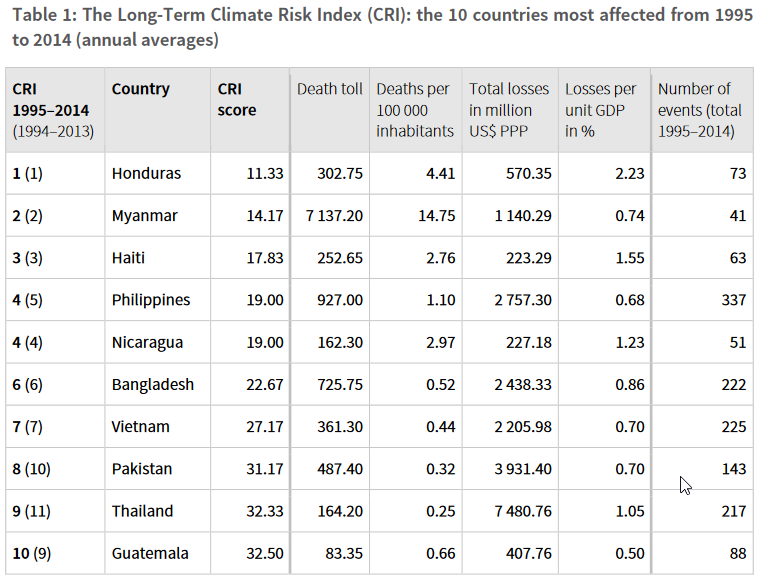 Table 1: The Long-Term Climate Risk Index (CRI): the 10 countries most affected from 1995
to 2014 (annual averages)
CRI 1995–2014 (1994–2013) Country CRI score Death toll Deaths per 100 000 inhabitants Total losses in million US$ PPP Losses per unit GDP in % Number of events (total 1995–2014)
1 (1) Honduras 11.33 302.75 4.41 570.35 2.23 73
2 (2) Myanmar 14.17 7 137.20 14.75 1 140.29 0.74 41
3 (3) Haiti 17.83 252.65 2.76 223.29 1.55 63
4 (5) Philippines 19.00 927.00 1.10 2 757.30 0.68 337
4 (4) Nicaragua 19.00 162.30 2.97 227.18 1.23 51
6 (6) Bangladesh 22.67 725.75 0.52 2 438.33 0.86 222
7 (7) Vietnam 27.17 361.30 0.44 2 205.98 0.70 225
8 (10) Pakistan 31.17 487.40 0.32 3 931.40 0.70 143
9 (11) Thailand 32.33 164.20 0.25 7 480.76 1.05 217
10 (9) Guatemala 32.50 83.35 0.66 407.76 0.50 88